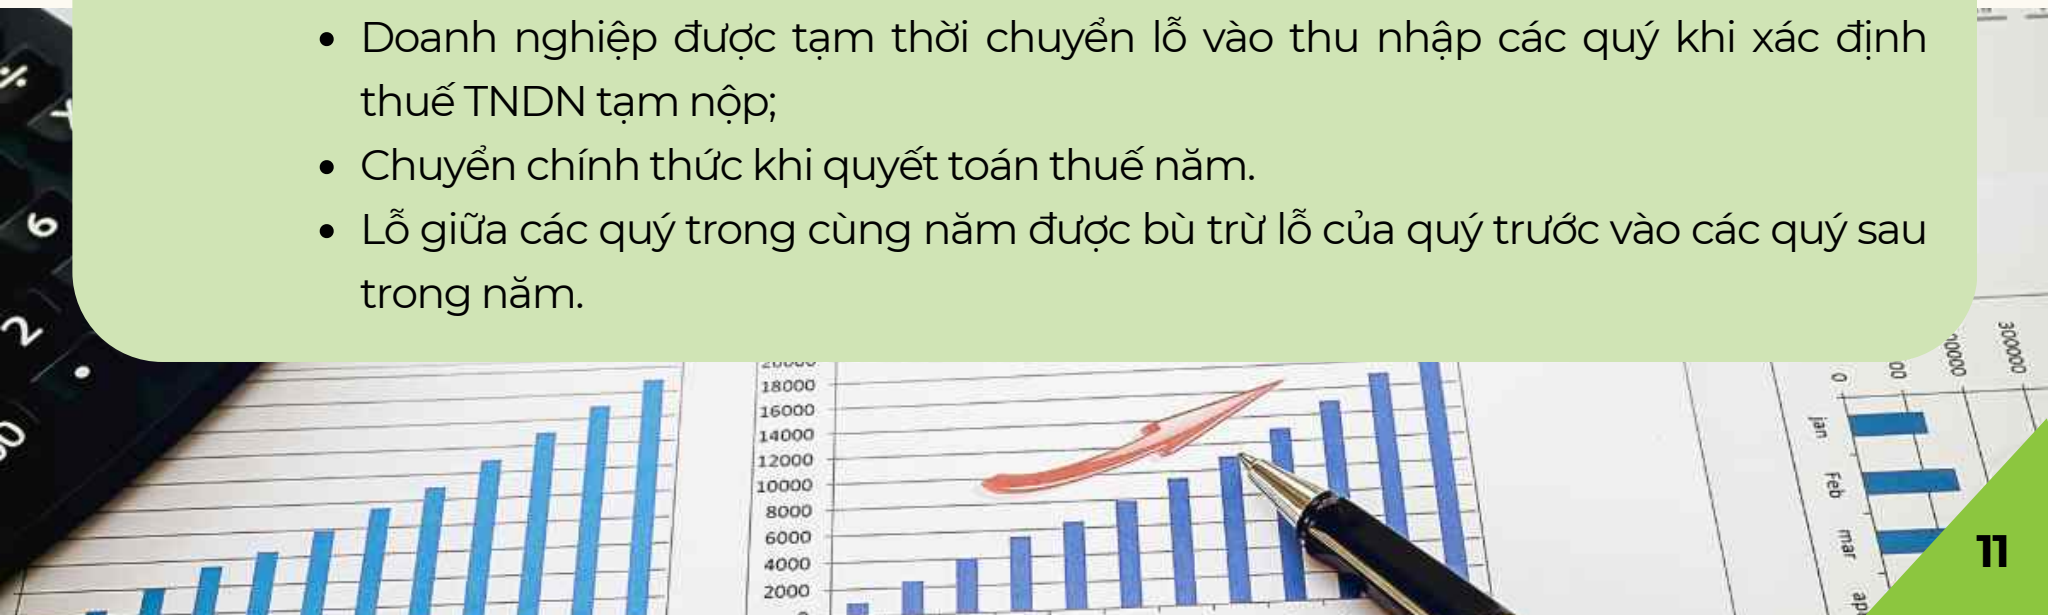 • Doanh nghiệp được tạm thời chuyển lỗ vào thu nhập các quý khi xác định
thuế TNDN tạm nộp;
• Chuyển chính thức khi quyết toán thuế năm.
• Lỗ giữa các quý trong cùng năm được bù trừ lỗ của quý trước vào các quý sau
trong năm.
6
2
18000
16000
14000
12000
10000
8000
6000
4000
2000
0
300000
jan
Feb
mar
11